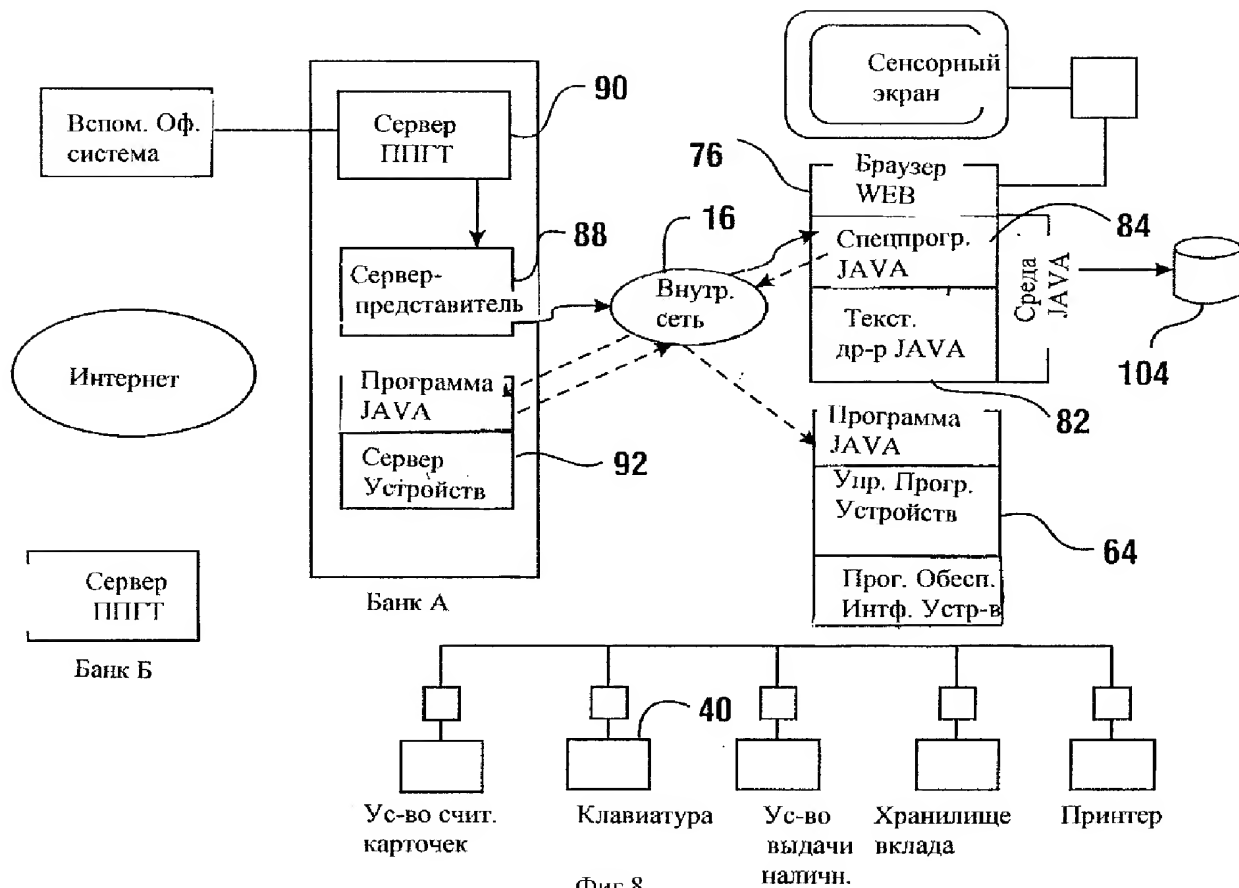 Сенсорный
экран
90
Вспом. Оф.
система
Сервер
ППГТ
76
Браузер
WEB
88
16
84
Спецпрогр.
JAVA
Среда
JAVA
Сервер-
представитель
Внутр.
сеть
Текст.
др-р JAVA
104
Интернет
82
Программа
JAVA
Программа
JAVA
92
Сервер
Устройств
Упр. Прогр.
Устройств
64
Сервер
ППГТ
Прог. Обесп.
Интф. Устр-в
Банк А
Банк Б
40
Ус-во счит.
карточек
Клавиатура
Ус-во
выдачи
наличн.
Хранилище
вклада
Принтер
Фиг.8